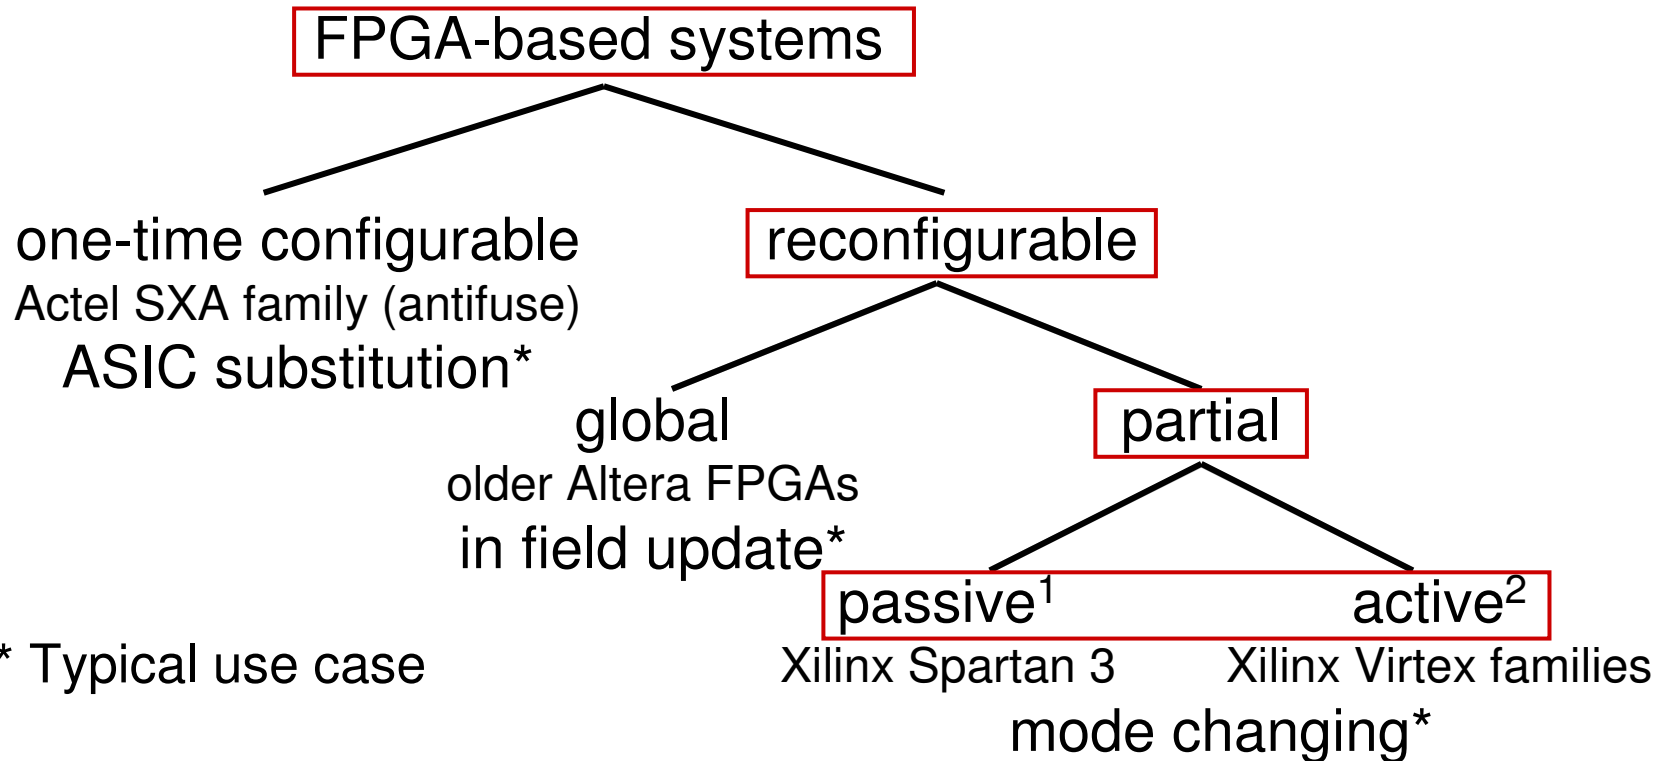 FPGA-based systems
one-time configurable
Actel SXA family (antifuse)
ASIC substitution*
reconfigurable
global
older Altera FPGAs
in field update*
partial
passive¹ active²
Xilinx Spartan 3 Xilinx Virtex families
mode changing*
* Typical use case